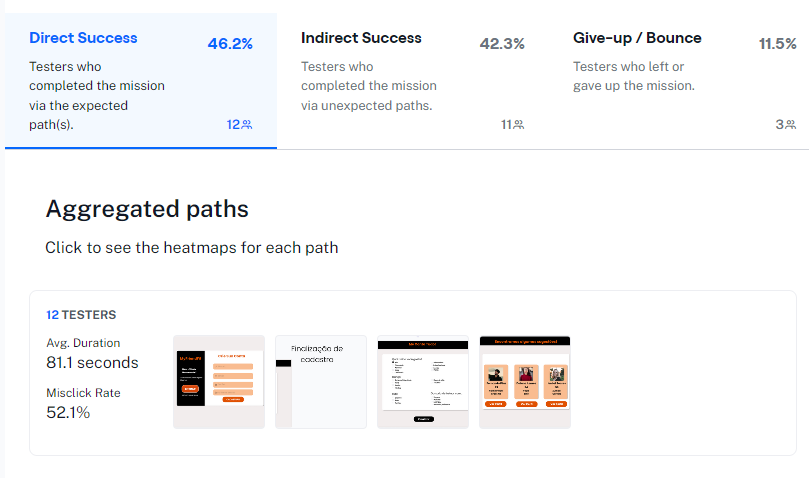 Direct Success
46.2%
Testers who
completed the mission
via the expected
path(s).
12
Indirect Success
42.3%
Testers who
completed the mission
via unexpected paths.
11
Give-up / Bounce
11.5%
Testers who left or
gave up the mission.
3
Aggregated paths
Click to see the heatmaps for each path
12 TESTERS
Avg. Duration
81.1 seconds
Misclick Rate
52.1%
Finalização de
cadastro